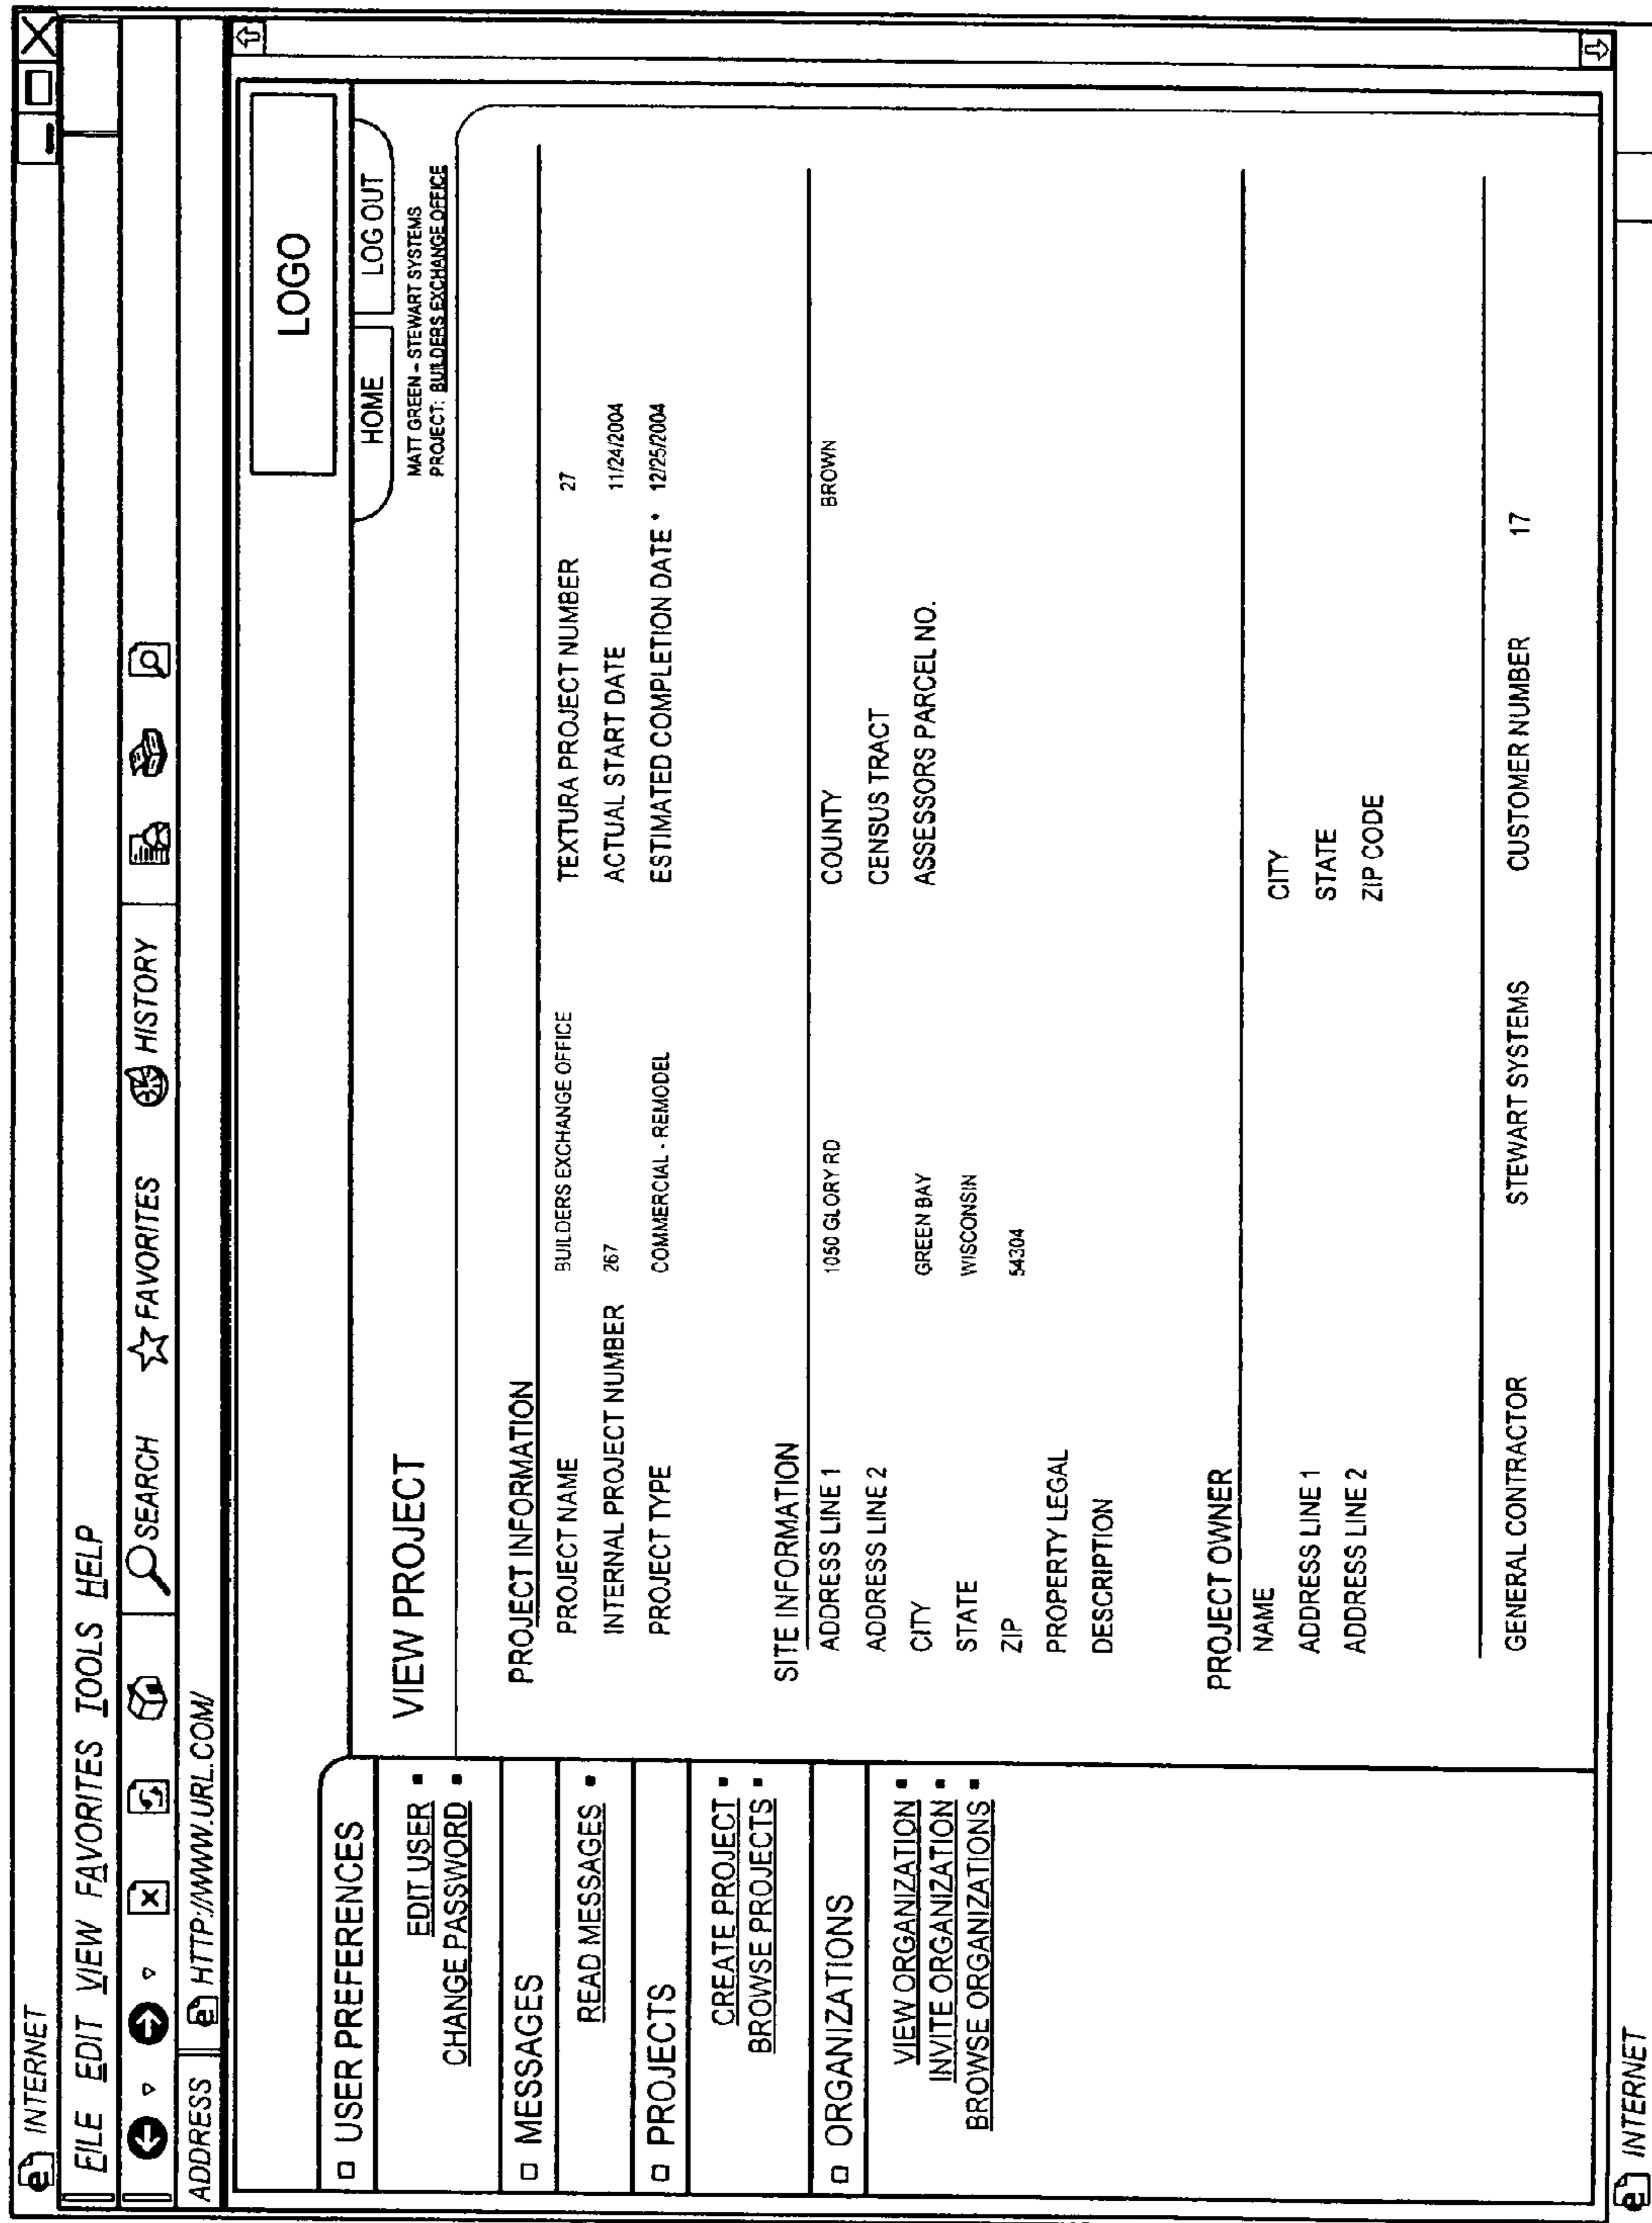 INTERNET
FILE EDIT VIEW FAVORITES TOOLS HELP
SEARCH FAVORITES HISTORY
ADDRESS HTTP://WWW.URL.COM/
LOGO
HOME LOG OUT
MATT GREEN – STEWART SYSTEMS
PROJECT: BUILDERS EXCHANGE OFFICE
USER PREFERENCES
EDIT USER
CHANGE PASSWORD
MESSAGES
READ MESSAGES
PROJECTS
CREATE PROJECT
BROWSE PROJECTS
ORGANIZATIONS
VIEW ORGANIZATION
INVITE ORGANIZATION
BROWSE ORGANIZATIONS
VIEW PROJECT
PROJECT INFORMATION
PROJECT NAME BUILDERS EXCHANGE OFFICE TEXTURA PROJECT NUMBER 27
INTERNAL PROJECT NUMBER 267 ACTUAL START DATE 11/24/2004
PROJECT TYPE COMMERCIAL - REMODEL ESTIMATED COMPLETION DATE * 12/25/2004
SITE INFORMATION
ADDRESS LINE 1 1050 GLORY RD COUNTY BROWN
ADDRESS LINE 2 CENSUS TRACT
CITY GREEN BAY ASSESSORS PARCEL NO.
STATE WISCONSIN
ZIP 54304
PROPERTY LEGAL
DESCRIPTION
PROJECT OWNER
NAME CITY
ADDRESS LINE 1 STATE
ADDRESS LINE 2 ZIP CODE
GENERAL CONTRACTOR STEWART SYSTEMS CUSTOMER NUMBER 17
INTERNET